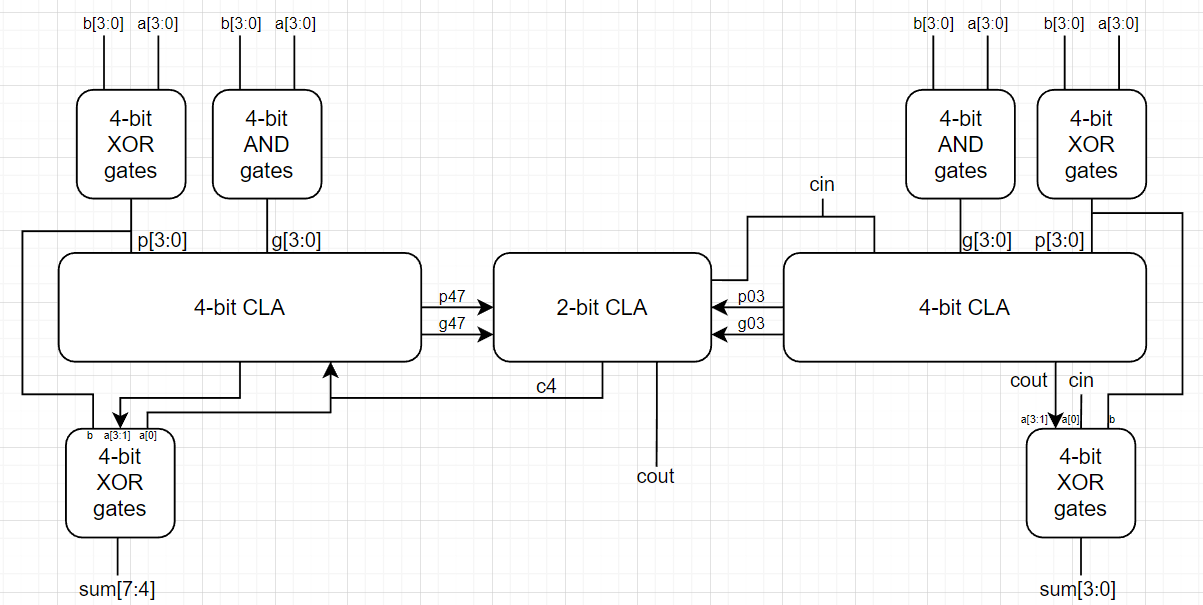 b[3:0] a[3:0] b[3:0] a[3:0] b[3:0] a[3:0] b[3:0] a[3:0]
4-bit
XOR
gates
4-bit
AND
gates
4-bit
AND
gates
4-bit
XOR
gates
cin
p[3:0] g[3:0] g[3:0] p[3:0]
4-bit CLA
p47
g47
2-bit CLA
p03
g03
4-bit CLA
c4
cout cin
b a[3:1] a[0]
a[3:1] a[0] b
4-bit
XOR
gates
cout
4-bit
XOR
gates
sum[7:4]
sum[3:0]